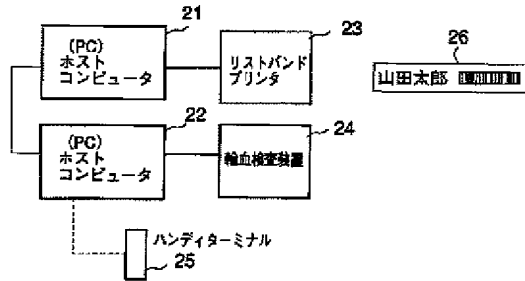 21
(PC)
ホスト
コンピュータ
23
リストバンド
プリンタ
26
山田太郎
22
(PC)
ホスト
コンピュータ
24
輸血検査装置
ハンディターミナル
25